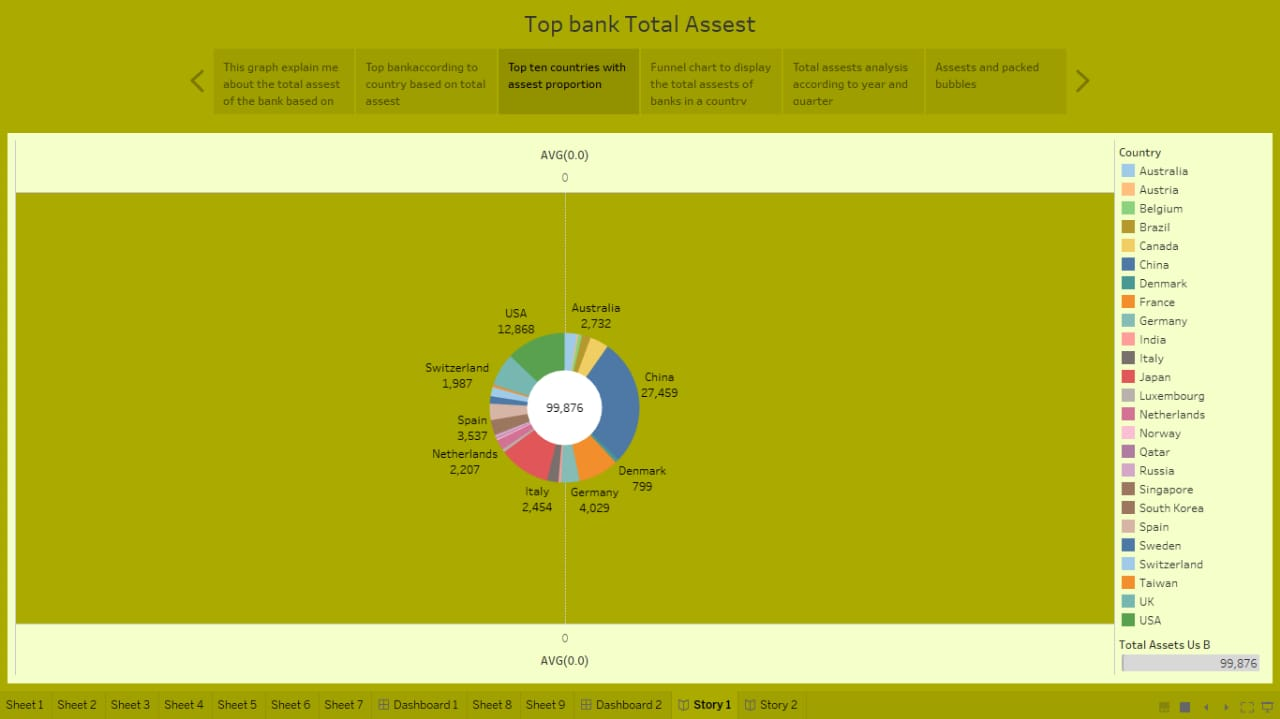 Top bank Total Assest
This graph explain me
about the total assest
of the bank based on
Top bankaccording to
country based on total
assest
Top ten countries with
assest proportion
Funnel chart to display
the total assests of
banks in a country
Total assests analysis
according to year and
quarter
Assests and packed
bubbles
AVG(0.0)
0
USA
12,868
Australia
2,732
Switzerland
1,987
China
27,459
99,876
Spain
3,537
Netherlands
2,207
Denmark
799
Italy
2,454
Germany
4,029
0
AVG(0.0)
Country
Australia
Austria
Belgium
Brazil
Canada
China
Denmark
France
Germany
India
Italy
Japan
Luxembourg
Netherlands
Norway
Qatar
Russia
Singapore
South Korea
Spain
Sweden
Switzerland
Taiwan
UK
USA
Total Assets Us B
99,876
Sheet 1 Sheet 2 Sheet 3 Sheet 4 Sheet 5 Sheet 6 Sheet 7 Dashboard 1 Sheet 8 Sheet 9 Dashboard 2 Story 1 Story 2